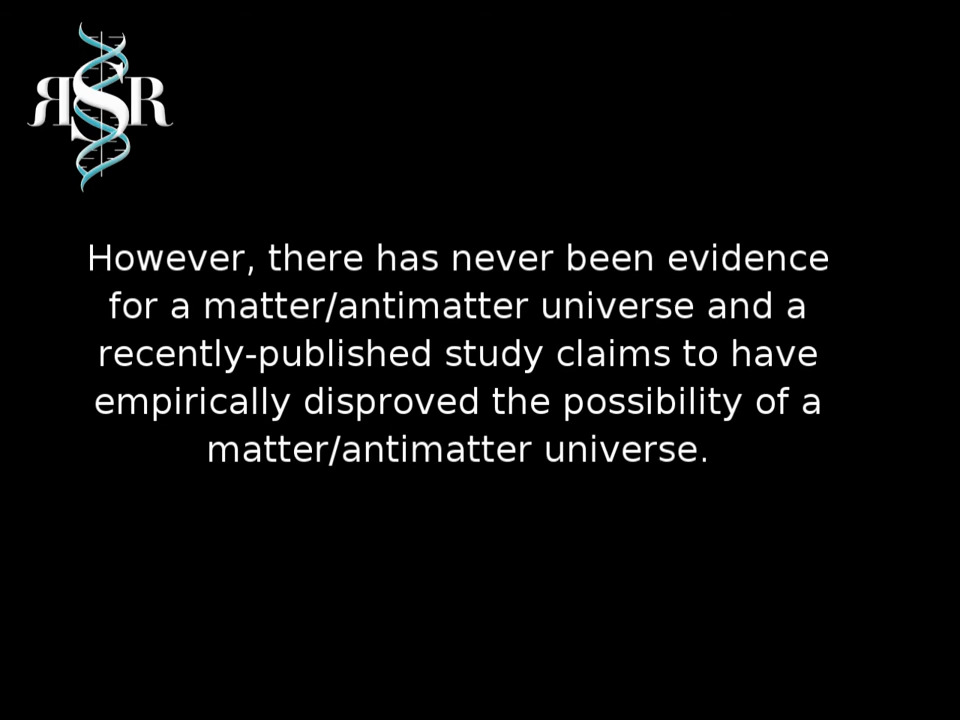 RSR
However, there has never been evidence
for a matter/antimatter universe and a
recently-published study claims to have
empirically disproved the possibility of a
matter/antimatter universe.